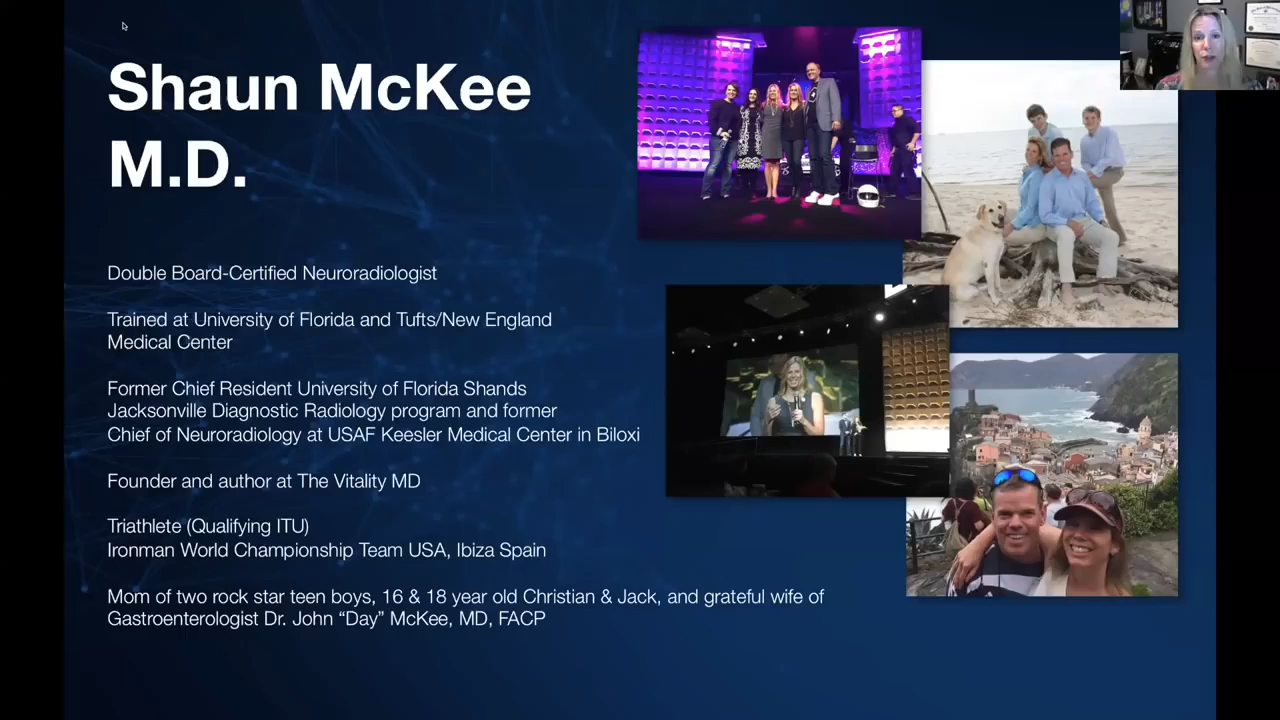 Shaun McKee
M.D.
Double Board-Certified Neuroradiologist
Trained at University of Florida and Tufts/New England
Medical Center
Former Chief Resident University of Florida Shands
Jacksonville Diagnostic Radiology program and former
Chief of Neuroradiology at USAF Keesler Medical Center in Biloxi
Founder and author at The Vitality MD
Triathlete (Qualifying ITU)
Ironman World Championship Team USA, Ibiza Spain
Mom of two rock star teen boys, 16 & 18 year old Christian & Jack, and grateful wife of
Gastroenterologist Dr. John “Day” McKee, MD, FACP